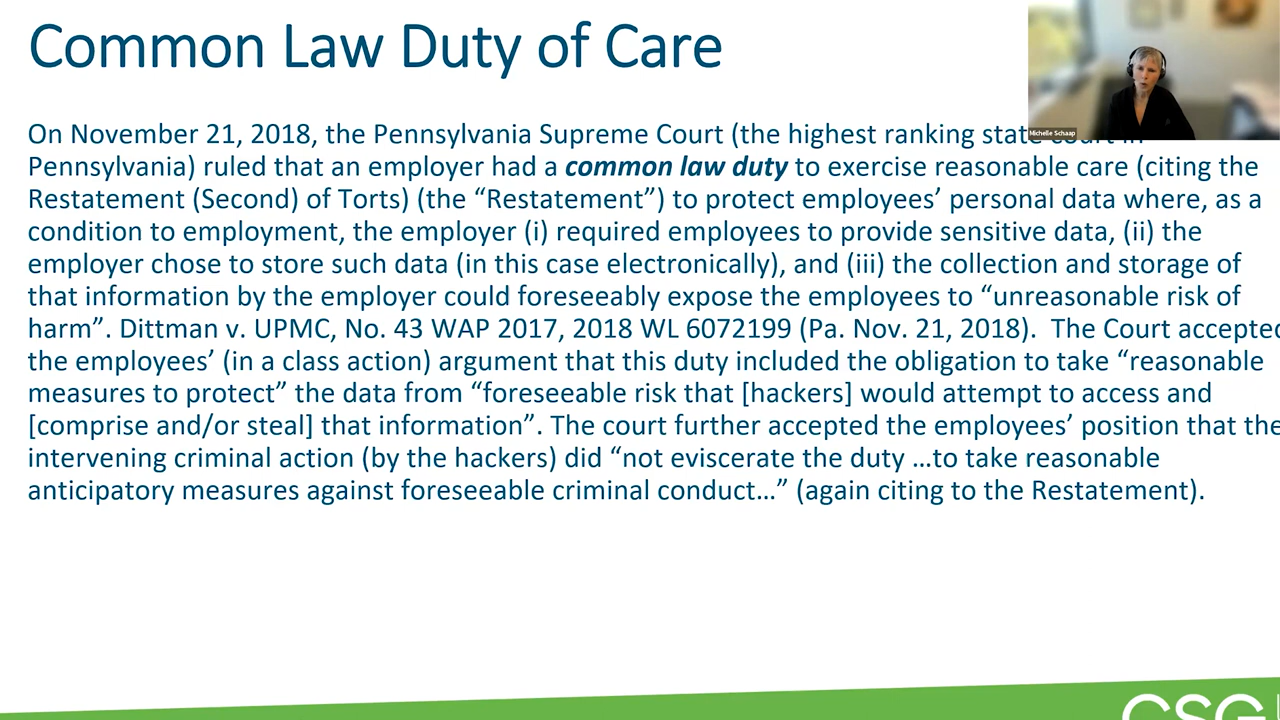 Common Law Duty of Care
Michelle Schaap
On November 21, 2018, the Pennsylvania Supreme Court (the highest ranking state court in
Pennsylvania) ruled that an employer had a common law duty to exercise reasonable care (citing the
Restatement (Second) of Torts) (the “Restatement”) to protect employees’ personal data where, as a
condition to employment, the employer (i) required employees to provide sensitive data, (ii) the
employer chose to store such data (in this case electronically), and (iii) the collection and storage of
that information by the employer could foreseeably expose the employees to “unreasonable risk of
harm”. Dittman v. UPMC, No. 43 WAP 2017, 2018 WL 6072199 (Pa. Nov. 21, 2018).  The Court accepted
the employees’ (in a class action) argument that this duty included the obligation to take “reasonable
measures to protect” the data from “foreseeable risk that [hackers] would attempt to access and
[comprise and/or steal] that information”. The court further accepted the employees’ position that the
intervening criminal action (by the hackers) did “not eviscerate the duty …to take reasonable
anticipatory measures against foreseeable criminal conduct…” (again citing to the Restatement).
CSG